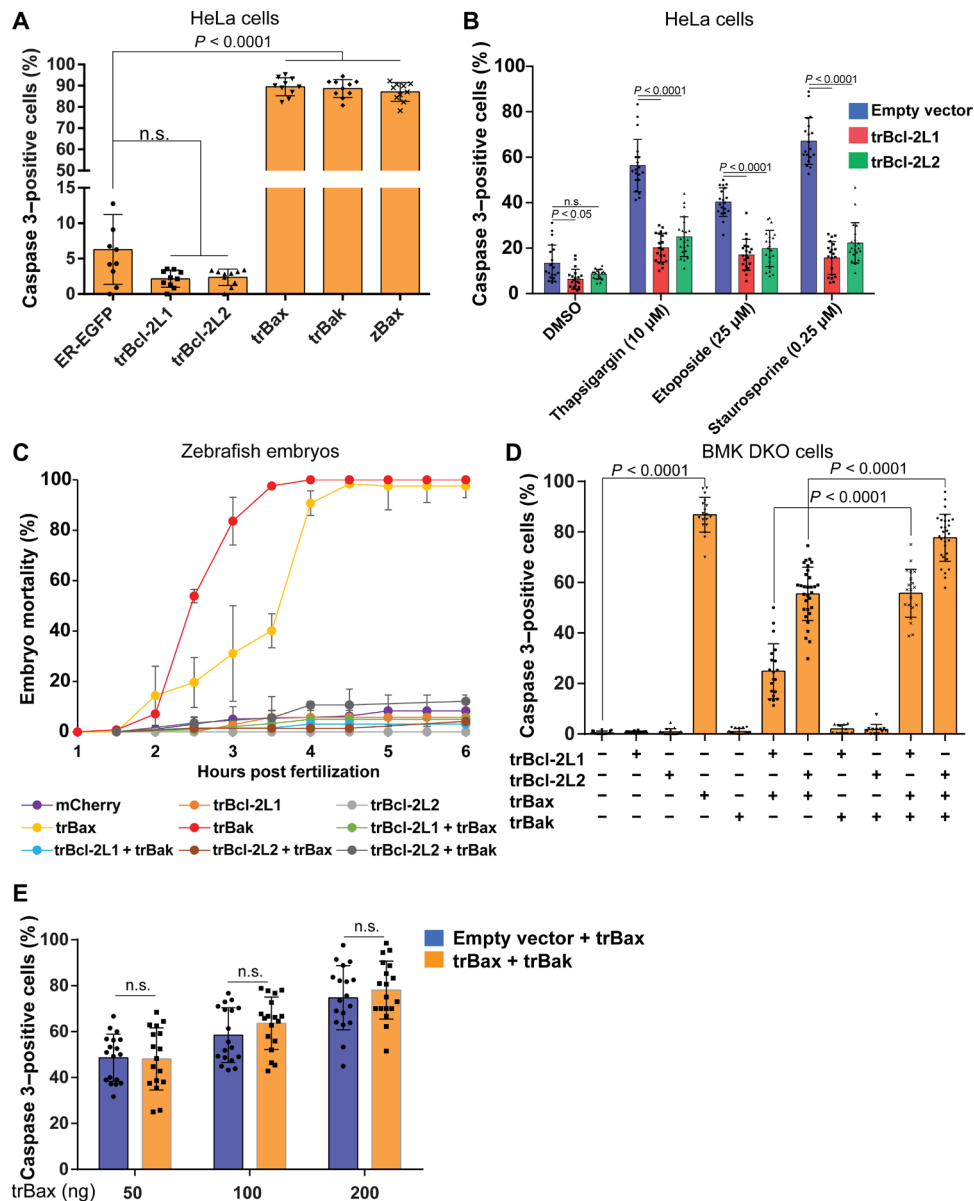 A
HeLa cells
P < 0.0001
n.s.
Caspase 3–positive cells (%)
100
90
80
70
60
50
15
10
5
0
ER-EGFP
trBcl-2L1
trBcl-2L2
trBax
trBak
zBax
B
HeLa cells
Caspase 3–positive cells (%)
100
80
60
40
20
0
n.s.
P < 0.05
P < 0.0001
P < 0.0001
P < 0.0001
Empty vector
trBcl-2L1
trBcl-2L2
DMSO
Thapsigargin (10 µM)
Etoposide (25 µM)
Staurosporine (0.25 µM)
C
Zebrafish embryos
Embryo mortality (%)
100
80
60
40
20
0
1 2 3 4 5 6
Hours post fertilization
mCherry trBcl-2L1 trBcl-2L2
trBax trBak trBcl-2L1 + trBax
trBcl-2L1 + trBak trBcl-2L2 + trBax trBcl-2L2 + trBak
D
BMK DKO cells
P < 0.0001 P < 0.0001
P < 0.0001
Caspase 3–positive cells (%)
100
80
60
40
20
0
trBcl-2L1 – + – – – + – + – + –
trBcl-2L2 – – + – – – + – + – +
trBax – – – + – + + – – + +
trBak – – – – + – – + + + +
E
Caspase 3–positive cells (%)
100
80
60
40
20
0
n.s.
n.s.
n.s.
Empty vector + trBax
trBax + trBak
trBax (ng) 50 100 200